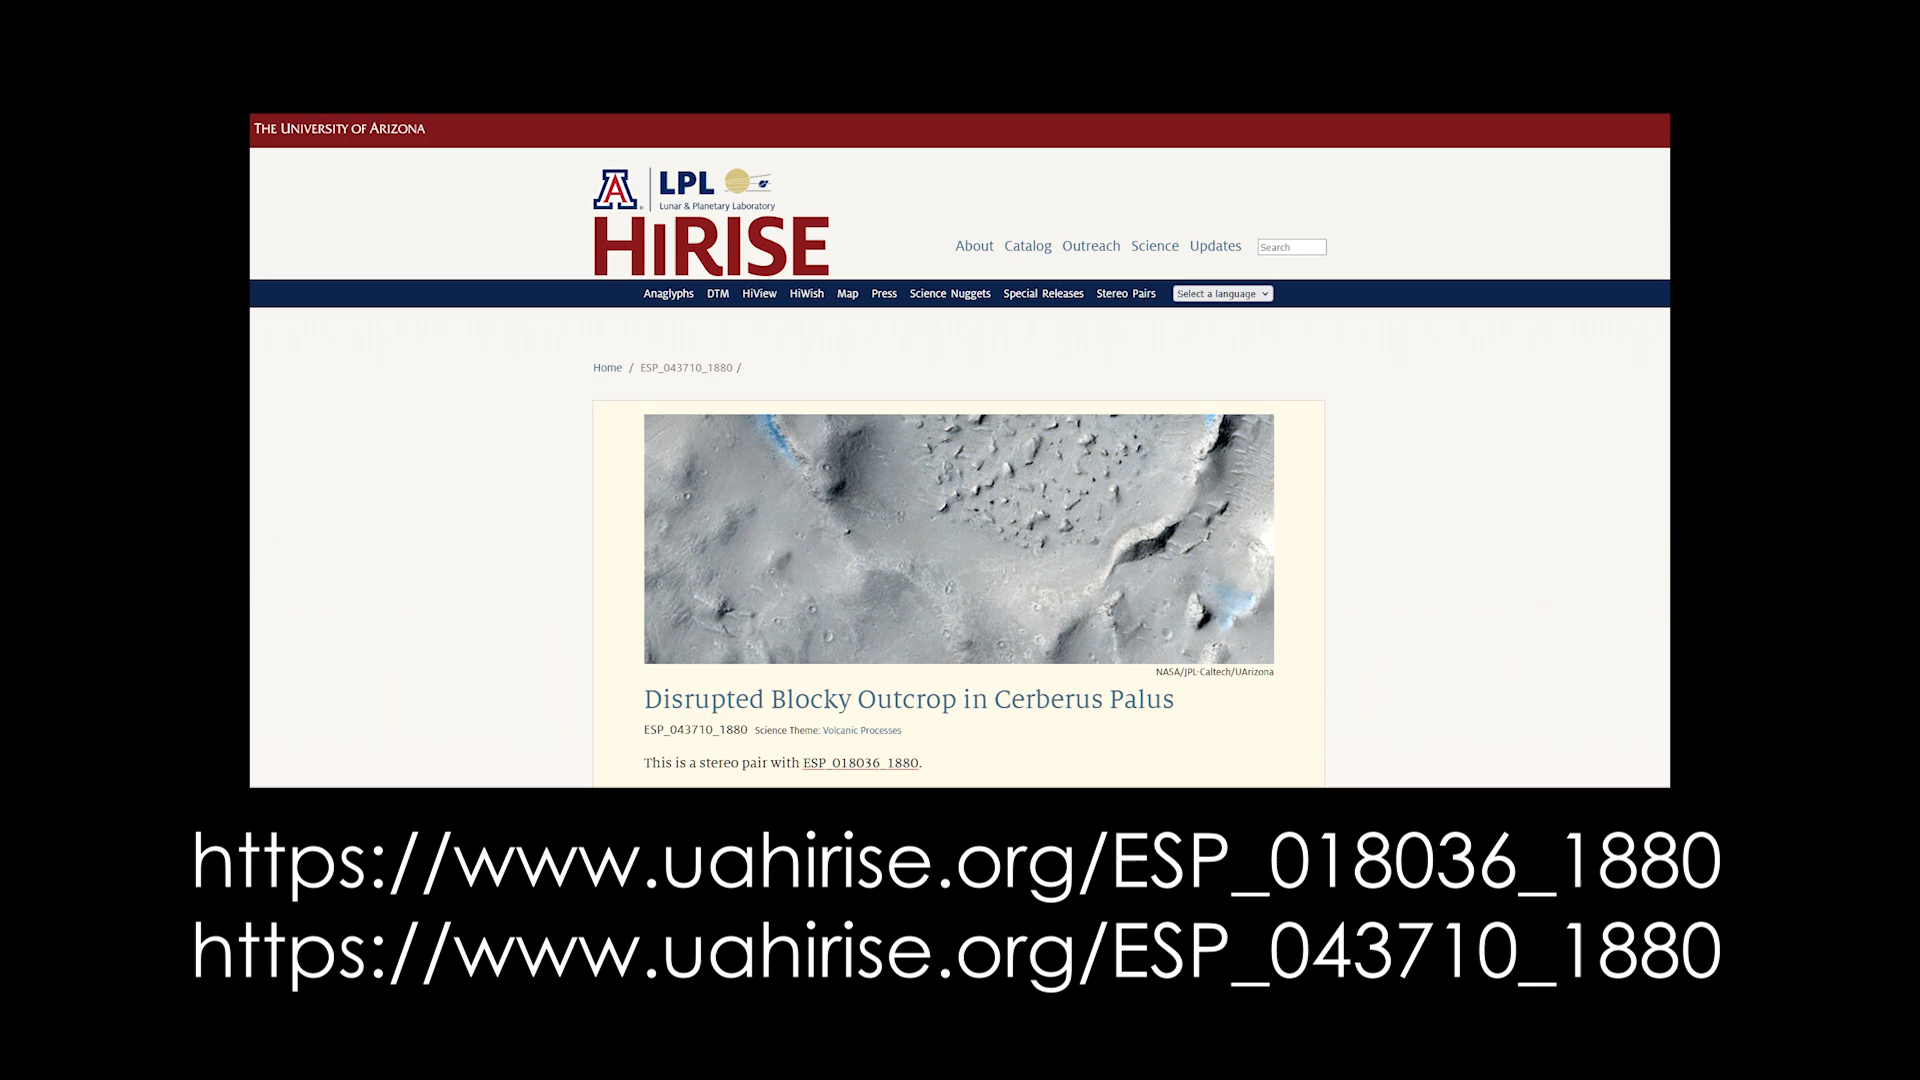 THE UNIVERSITY OF ARIZONA
A LPL
Lunar & Planetary Laboratory
HiRISE
About Catalog Outreach Science Updates Search
Anaglyphs DTM HiView HiWish Map Press Science Nuggets Special Releases Stereo Pairs Select a language
Home / ESP_043710_1880 /
NASA/JPL-Caltech/UArizona
Disrupted Blocky Outcrop in Cerberus Palus
ESP_043710_1880 Science Theme: Volcanic Processes
This is a stereo pair with ESP_018036_1880.
https://www.uahirise.org/ESP_018036_1880
https://www.uahirise.org/ESP_043710_1880